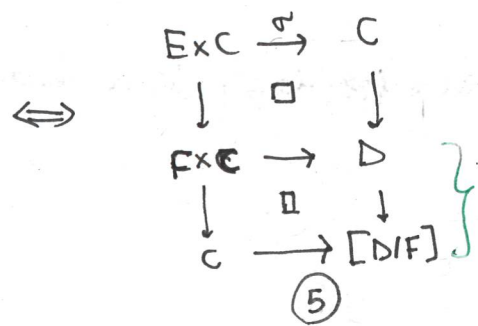 E×C →σ C
⇔ ↓ □ ↓
F×C → D
↓ □ ↓
C → [D/F]
⑤